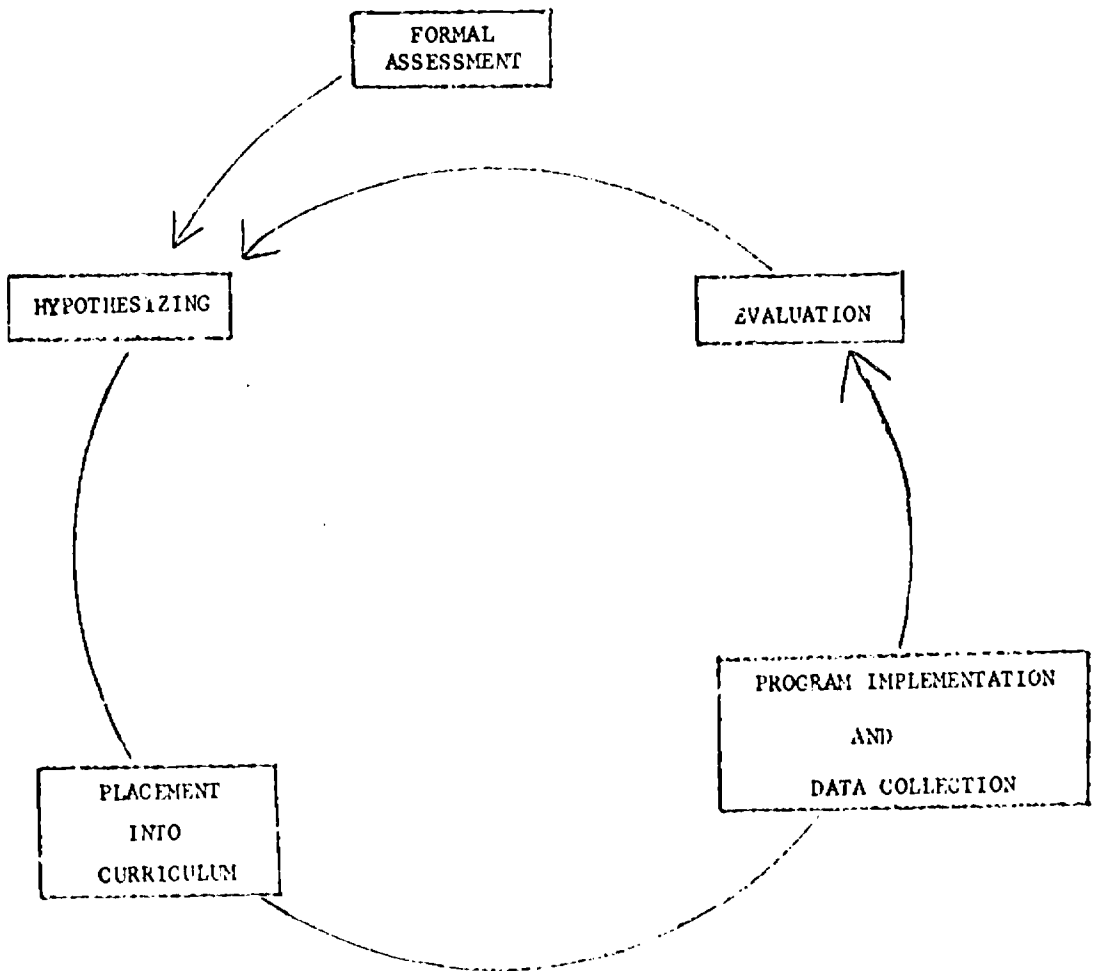 FORMAL
ASSESSMENT
HYPOTHESIZING
EVALUATION
PROGRAM IMPLEMENTATION
AND
DATA COLLECTION
PLACEMENT
INTO
CURRICULUM